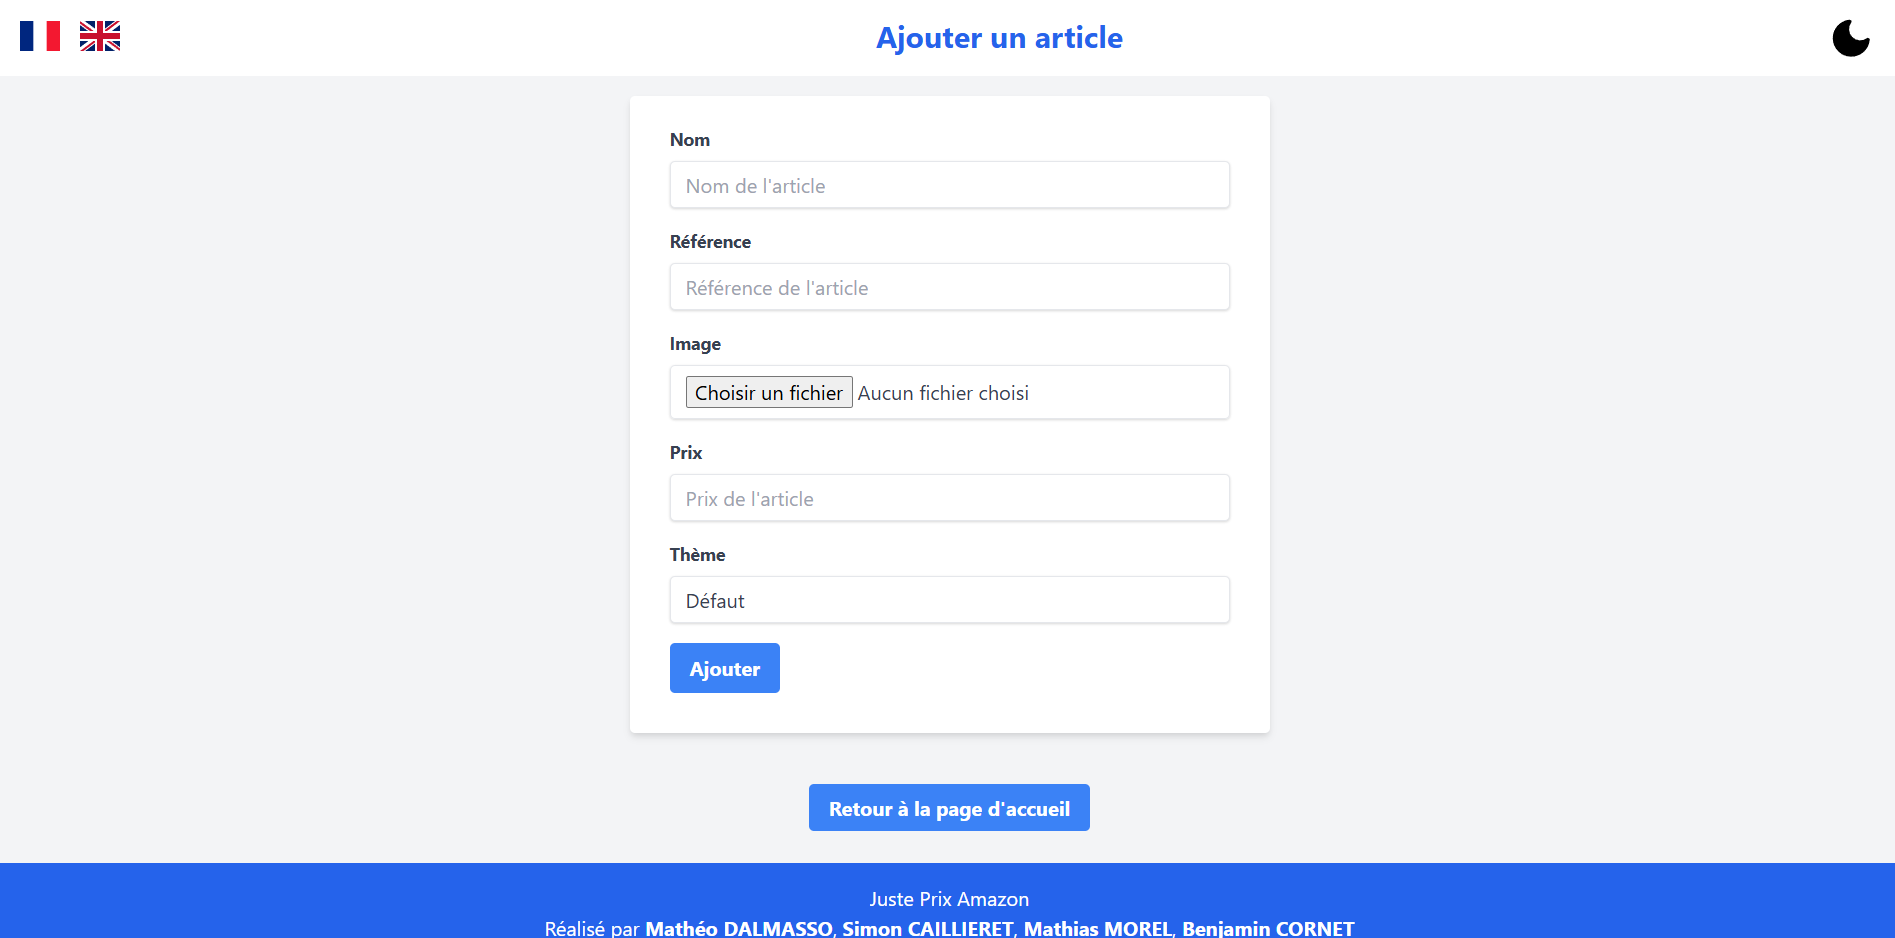 Ajouter un article
Nom
Nom de l'article
Référence
Référence de l'article
Image
Choisir un fichier Aucun fichier choisi
Prix
Prix de l'article
Thème
Défaut
Ajouter
Retour à la page d'accueil
Juste Prix Amazon
Réalisé par Mathéo DALMASSO, Simon CAILLIERET, Mathias MOREL, Benjamin CORNET